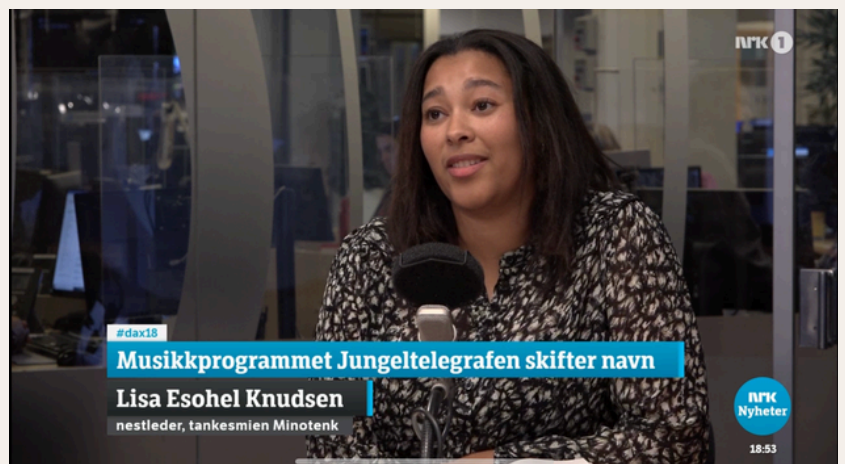 NRK 1
#dax18
Musikkprogrammet Jungeltelegrafen skifter navn
Lisa Esohel Knudsen
nestleder, tankesmien Minotenk
NRK
Nyheter
18:53